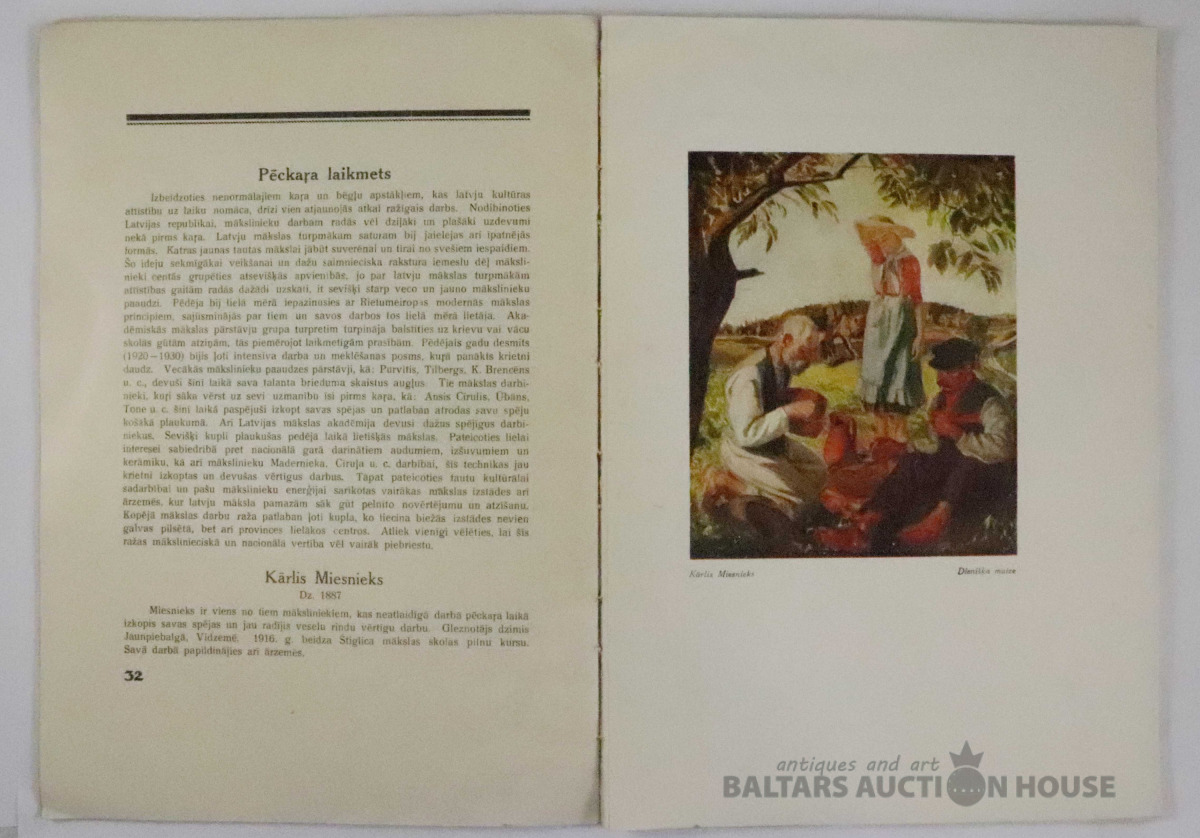 Pēckaŗa laikmets
Izbeidzoties nenormālajiem kaŗa un bēgļu apstākļiem, kas latvju kultūras
attīstību uz laiku nomāca, drīzi vien atjaunojās atkal ražīgais darbs. Nodibinoties
Latvijas republikai, mākslinieku darbam radās vēl dziļāki un plašāki uzdevumi
nekā pirms kaŗa. Latvju mākslas turpmākam saturam bij jāielejas arī īpatnējās
formās. Katras jaunas tautas mākslai jābūt suverēnai un tīrai no svešiem iespaidiem.
Šo ideju sekmīgākai veikšanai un dažu saimnieciska rakstura iemeslu dēļ māksli-
nieki centās grupēties atsevišķās apvienībās, jo par latvju mākslas turpmākām
attīstības gaitām radās dažādi uzskati, it sevišķi starp veco un jauno mākslinieku
paaudzi. Pēdējā bij lielā mērā iepazinusies ar Rietumeiropas modernās mākslas
principiem, sajūsminājās par tiem un savos darbos tos lielā mērā lietāja. Aka-
dēmiskās mākslas pārstāvju grupa turpretim turpināja balstīties uz krievu vai vācu
skolās gūtām atziņām, tās piemērojot laikmetīgām prasībām. Pēdējais gadu desmits
(1920—1930) bijis ļoti intensīva darba un meklēšanas posms, kuŗā panākts krietni
daudz. Vecākās mākslinieku paaudzes pārstāvji, kā: Purvītis, Tilbergs, K. Brencēns
u. c., devuši šinī laikā sava talanta brieduma skaistus augļus. Tie mākslas darbi-
nieki, kuŗi sāka vērst uz sevi uzmanību īsi pirms kaŗa, kā: Ansis Cīrulis, Ubāns,
Tone u. c. šinī laikā paspējuši izkopt savas spējas un patlaban atrodas savu spēju
košākā plaukumā. Arī Latvijas mākslas akadēmija devusi dažus spējīgus darbi-
niekus. Sevišķi kupli plaukušas pēdējā laikā lietišķās mākslas. Pateicoties lielai
interesei sabiedrībā pret nacionālā garā darinātiem audumiem, izšuvumiem un
kerāmiku, kā arī mākslinieku Madernieka, Ciruļa u. c. darbībai, šīs technikas jau
krietni izkoptas un devušas vērtīgus darbus. Tāpat pateicoties tautu kultūrālai
sadarbībai un pašu mākslinieku enerģijai sarīkotas vairākas mākslas izstādes arī
ārzemēs, kur latvju māksla pamazām sāk gūt pelnīto novērtējumu un atzīšanu.
Kopējā mākslas darbu raža patlaban ļoti kupla, ko liecina biežās izstādes nevien
galvas pilsētā, bet arī provinces lielākos centros. Atliek vienīgi vēlēties, lai šīs
ražas mākslinieciskā un nacionālā vērtība vēl vairāk piebriestu.
Kārlis Miesnieks
Dz. 1887
Miesnieks ir viens no tiem māksliniekiem, kas neatlaidīgā darbā pēckaŗa laikā
izkopis savas spējas un jau radījis veselu rindu vērtīgu darbu. Gleznotājs dzimis
Jaunpiebalgā, Vidzemē. 1916. g. beidza Štiglica mākslas skolas pilnu kursu.
Savā darbā papildinājies arī ārzemēs.
32
Kārlis Miesnieks
Dienišķa maize
antiques and art
BALTARS AUCTION HOUSE